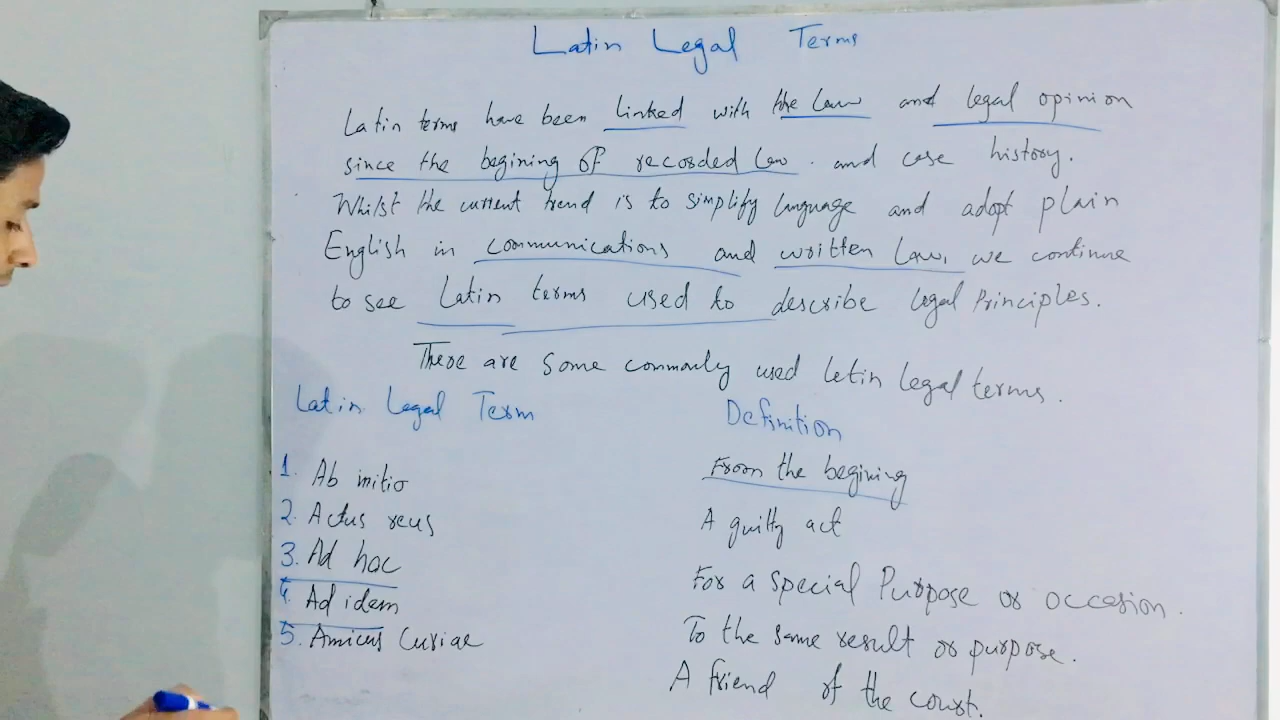 Latin Legal Terms
Latin terms have been linked with the Law and legal opinion
since the begining of recorded law. and case history.
Whilst the current trend is to simplify language and adopt plain
English in communications and written law, we continue
to see Latin terms used to describe legal Principles.
There are some commonly used Letin legal terms.
Latin Legal Term Definition
1. Ab initio From the begining
2. Actus reus A guilty act
3. Ad hoc For a special Purpose or occasion.
4. Ad idem To the same result or purpose.
5. Amicus Curiae A friend of the court.